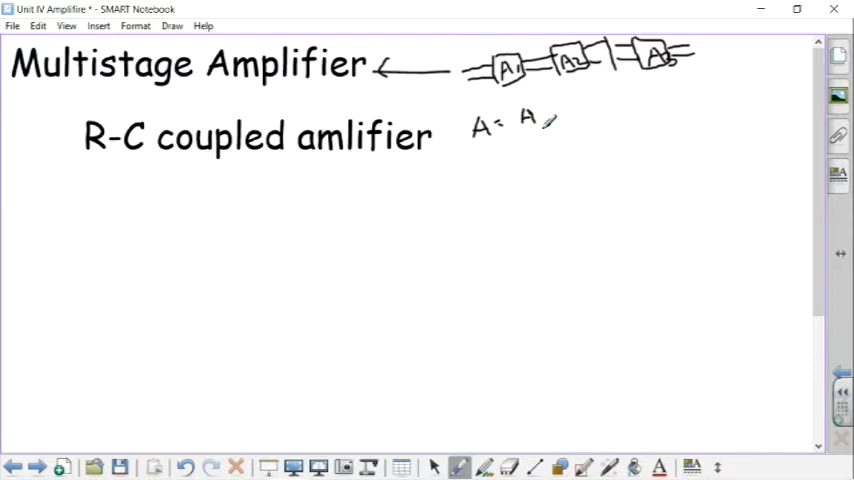 Unit IV Amplifire * - SMART Notebook
File Edit View Insert Format Draw Help
Multistage Amplifier
A1 A2 A3
R-C coupled amlifier
A = A